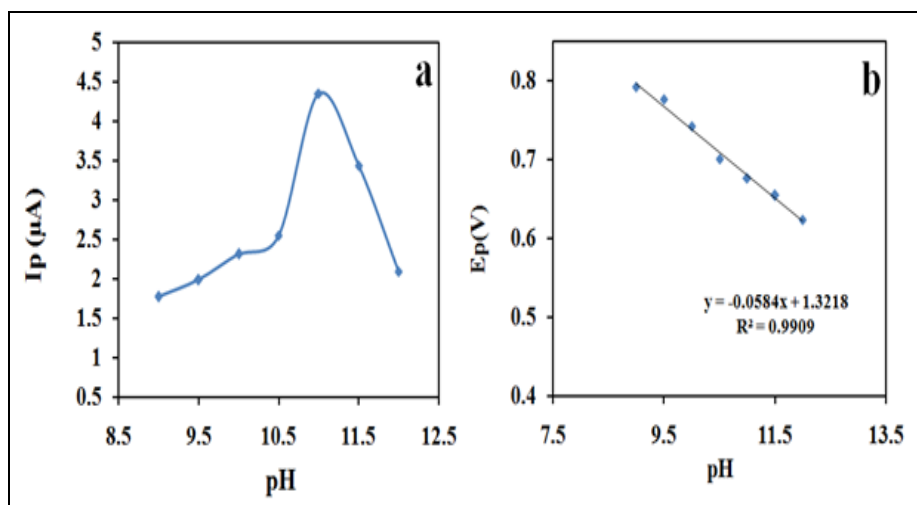 a
5
4.5
4
3.5
3
2.5
2
1.5
1
0.5
Ip (µA)
8.5 9.5 10.5 11.5 12.5
pH
b
0.8
0.7
0.6
0.5
0.4
Ep(V)
y = -0.0584x + 1.3218
R² = 0.9909
7.5 9.5 11.5 13.5
pH